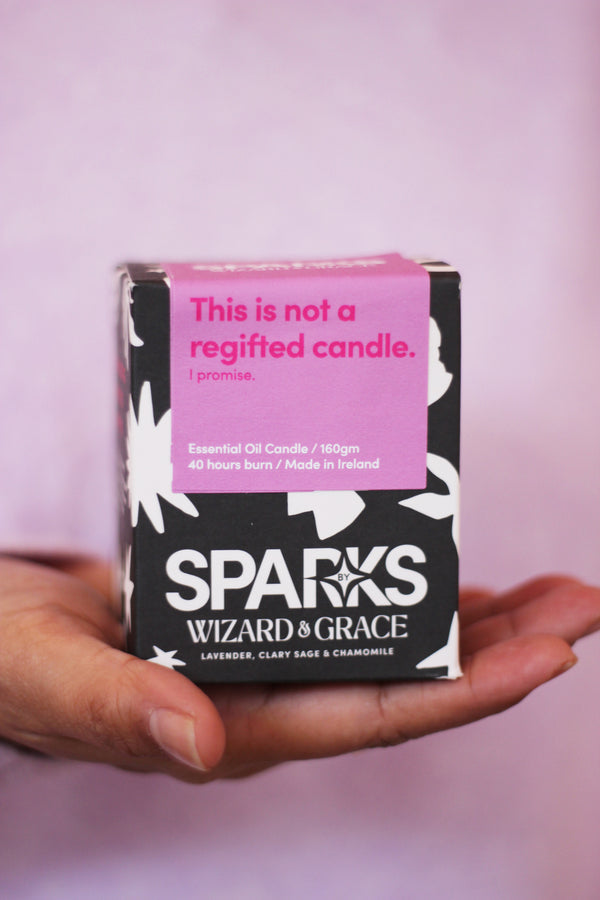 This is not a
regifted candle.
I promise.
Essential Oil Candle / 160gm
40 hours burn / Made in Ireland
SPARKS
BY
WIZARD & GRACE
LAVENDER, CLARY SAGE & CHAMOMILE